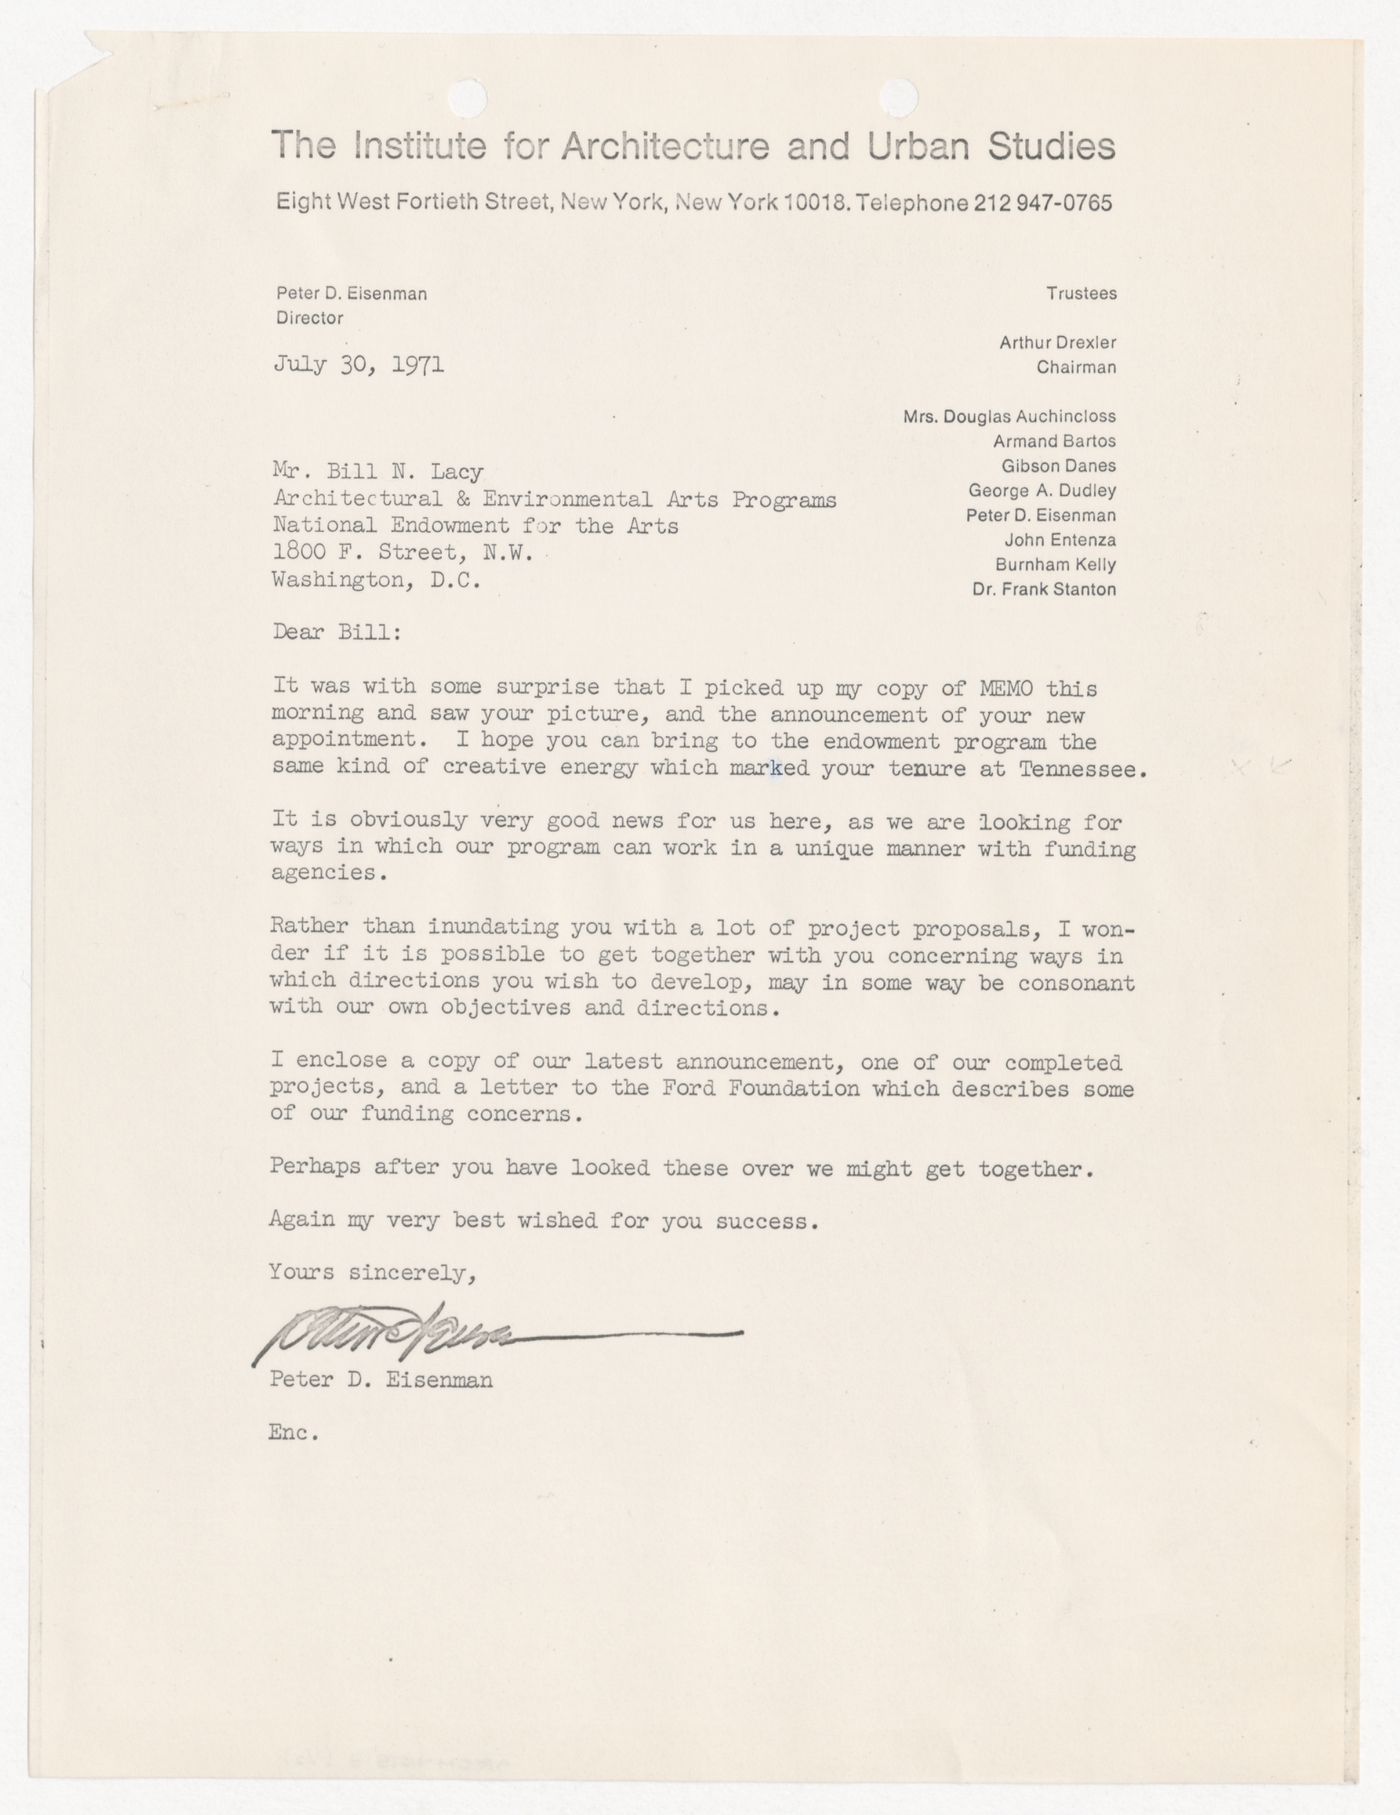 The Institute for Architecture and Urban Studies
Eight West Fortieth Street, New York, New York 10018. Telephone 212 947-0765
Peter D. Eisenman
Director
Trustees
Arthur Drexler
Chairman
Mrs. Douglas Auchincloss
Armand Bartos
Gibson Danes
George A. Dudley
Peter D. Eisenman
John Entenza
Burnham Kelly
Dr. Frank Stanton
July 30, 1971
Mr. Bill N. Lacy
Architectural & Environmental Arts Programs
National Endowment for the Arts
1800 F. Street, N.W.
Washington, D.C.
Dear Bill:
It was with some surprise that I picked up my copy of MEMO this
morning and saw your picture, and the announcement of your new
appointment. I hope you can bring to the endowment program the
same kind of creative energy which marked your tenure at Tennessee.
It is obviously very good news for us here, as we are looking for
ways in which our program can work in a unique manner with funding
agencies.
Rather than inundating you with a lot of project proposals, I won-
der if it is possible to get together with you concerning ways in
which directions you wish to develop, may in some way be consonant
with our own objectives and directions.
I enclose a copy of our latest announcement, one of our completed
projects, and a letter to the Ford Foundation which describes some
of our funding concerns.
Perhaps after you have looked these over we might get together.
Again my very best wished for you success.
Yours sincerely,
Peter D. Eisenman
Enc.